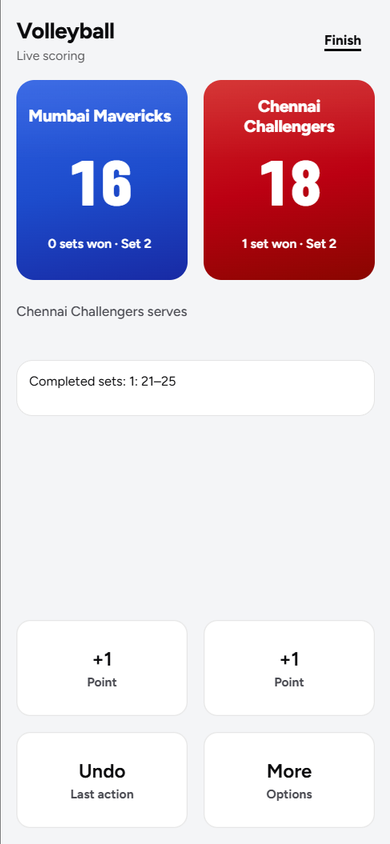 Volleyball
Live scoring
Finish
Mumbai Mavericks
16
0 sets won · Set 2
Chennai
Challengers
18
1 set won · Set 2
Chennai Challengers serves
Completed sets: 1: 21–25
+1
Point
+1
Point
Undo
Last action
More
Options